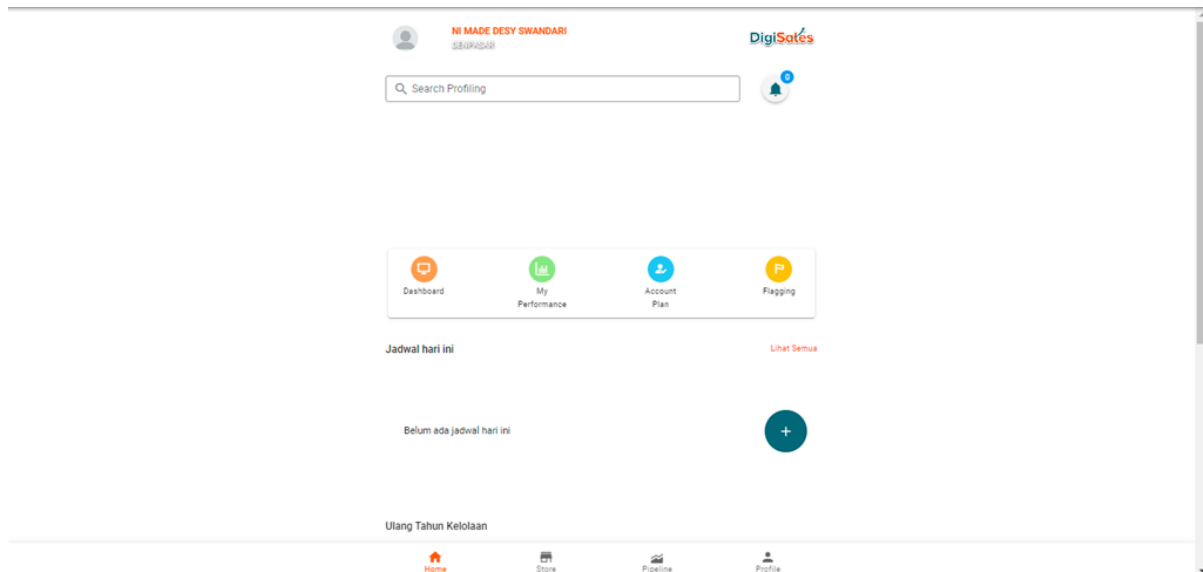 NI MADE DESY SWANDARI
DENPASAR
DigiSales
Search Profiling
0
Dashboard
My
Performance
Account
Plan
Flagging
Jadwal hari ini
Lihat Semua
Belum ada jadwal hari ini
+
Ulang Tahun Kelolaan
Home
Store
Pipeline
Profile